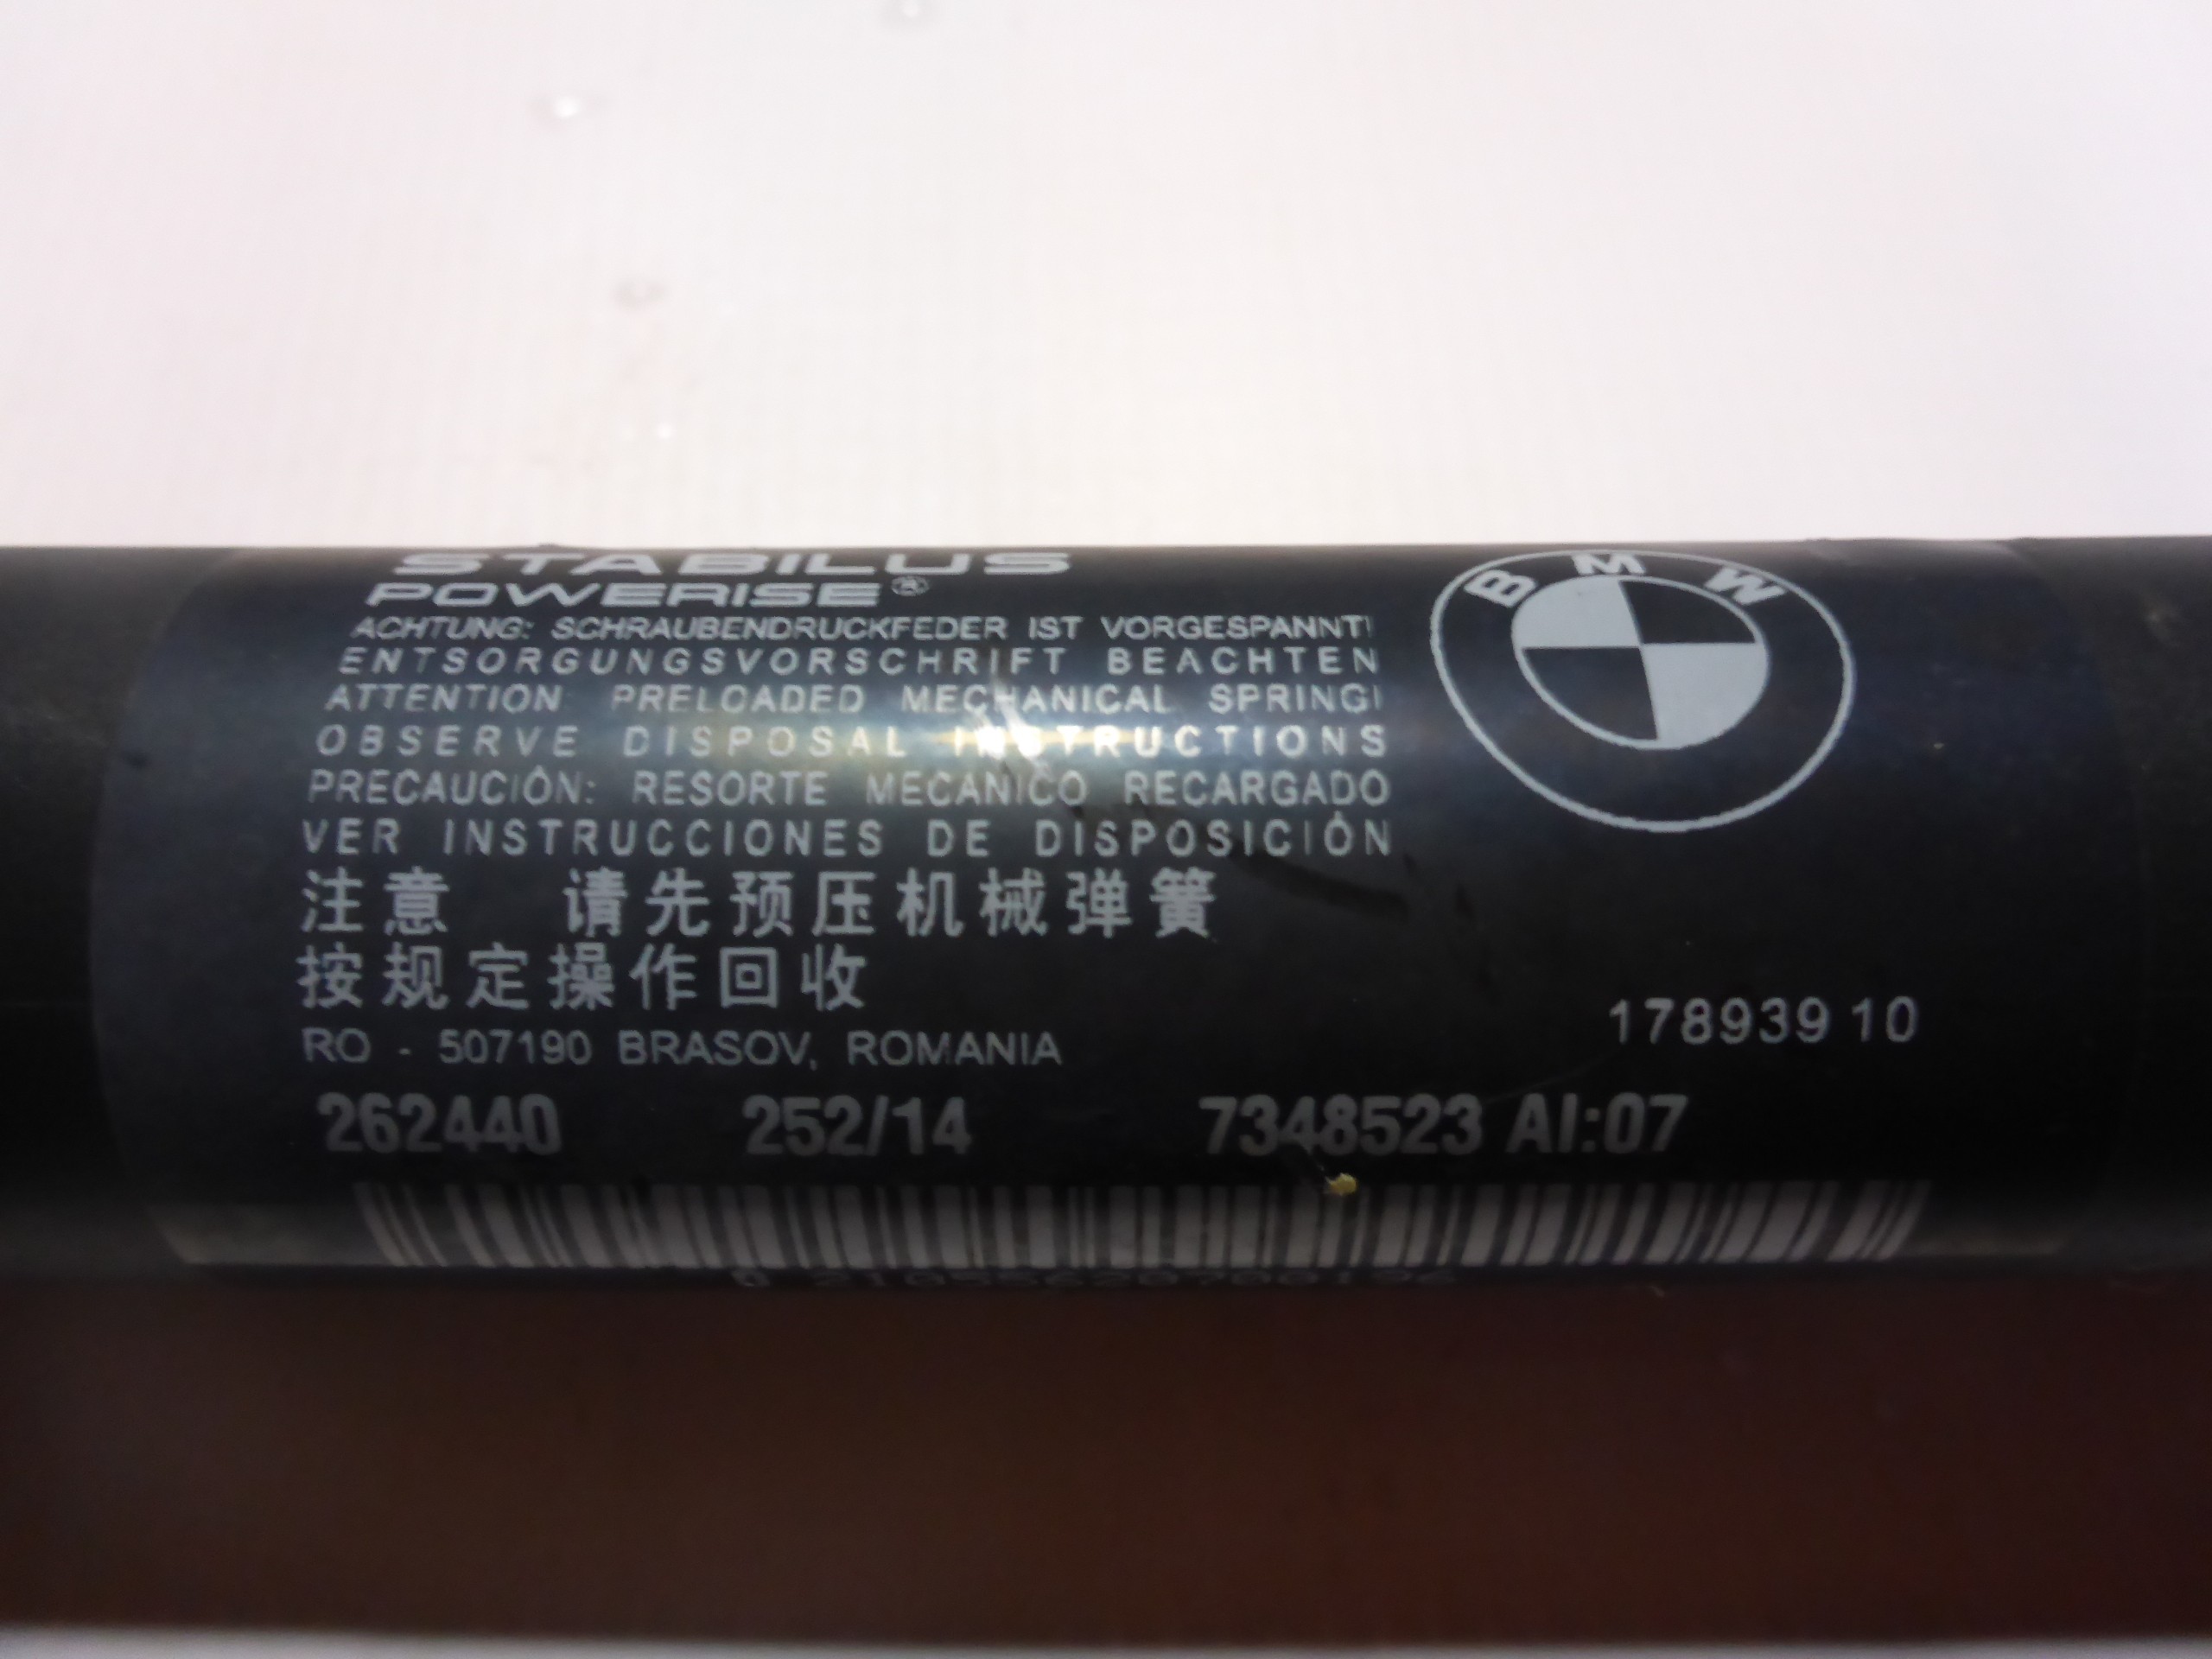 STABILUS
POWERISE®
ACHTUNG: SCHRAUBENDRUCKFEDER IST VORGESPANNT!
ENTSORGUNGSVORSCHRIFT BEACHTEN
ATTENTION: PRELOADED MECHANICAL SPRING!
OBSERVE DISPOSAL INSTRUCTIONS
PRECAUCIÓN: RESORTE MECANICO RECARGADO
VER INSTRUCCIONES DE DISPOSICIÓN
注意 请先预压机械弹簧
按规定操作回收
RO - 507190 BRASOV, ROMANIA
BMW
178939 10
262440 252/14 7348523 AI:07